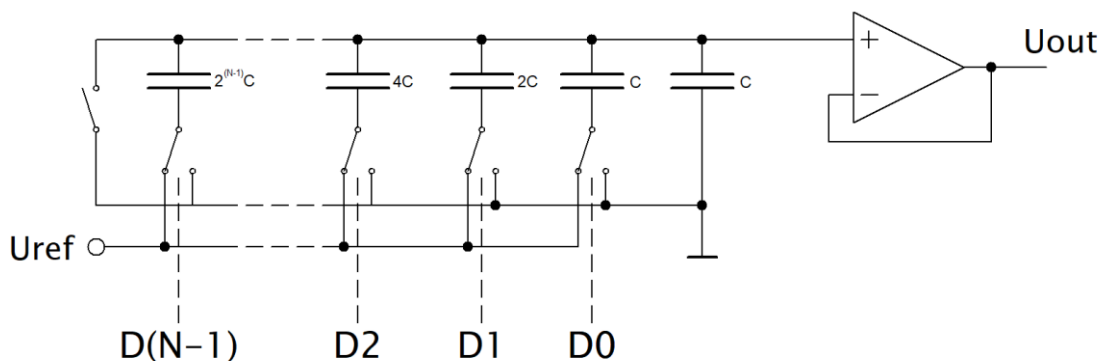 +
Uout
2(N-1)C
4C
2C
C
C
−
Uref
D(N-1)
D2
D1
D0